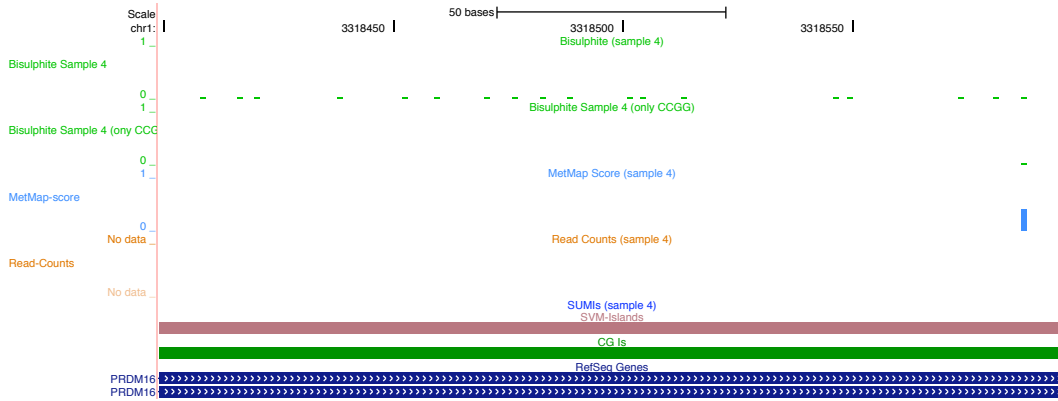 Scale 50 bases
chr1: 3318450 3318500 3318550
1 _ Bisulphite (sample 4)
Bisulphite Sample 4
0 _
Bisulphite Sample 4 (only CCGG)
1 _
Bisulphite Sample 4 (ony CCG
0 _
MetMap Score (sample 4)
1 _
MetMap-score
0 _
No data _ Read Counts (sample 4)
Read-Counts
No data _
SUMIs (sample 4)
SVM-Islands
CG Is
RefSeq Genes
PRDM16
PRDM16